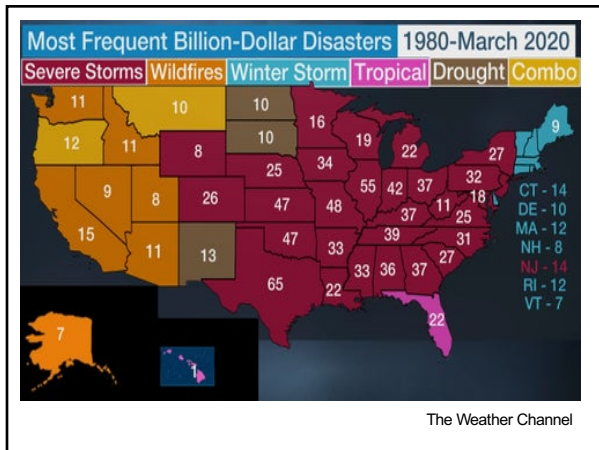 Most Frequent Billion-Dollar Disasters 1980-March 2020
Severe Storms Wildfires Winter Storm Tropical Drought Combo
11 10 10 16 9
12 11 8 10 19 22 27
25 34 32
9 8 26 47 48 55 42 37 11 18
15 37 25
11 13 47 33 39 31
65 22 33 36 37 27
22
CT - 14
DE - 10
MA - 12
NH - 8
NJ - 14
RI - 12
VT - 7
7
1
The Weather Channel